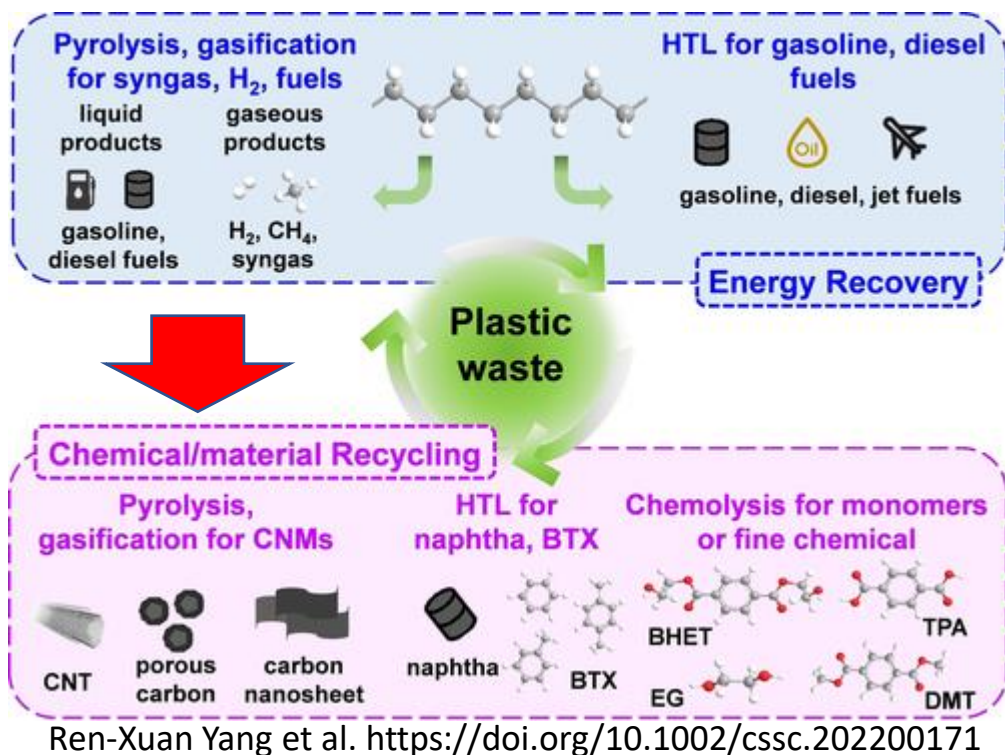 Pyrolysis, gasification
for syngas, H₂, fuels
liquid
products
gaseous
products
gasoline,
diesel fuels
H₂, CH₄,
syngas
HTL for gasoline, diesel
fuels
Oil
gasoline, diesel, jet fuels
Energy Recovery
Plastic
waste
Chemical/material Recycling
Pyrolysis,
gasification for CNMs
CNT
porous
carbon
carbon
nanosheet
HTL for
naphtha, BTX
naphtha
BTX
Chemolysis for monomers
or fine chemical
BHET
TPA
EG
DMT
Ren-Xuan Yang et al. https://doi.org/10.1002/cssc.202200171